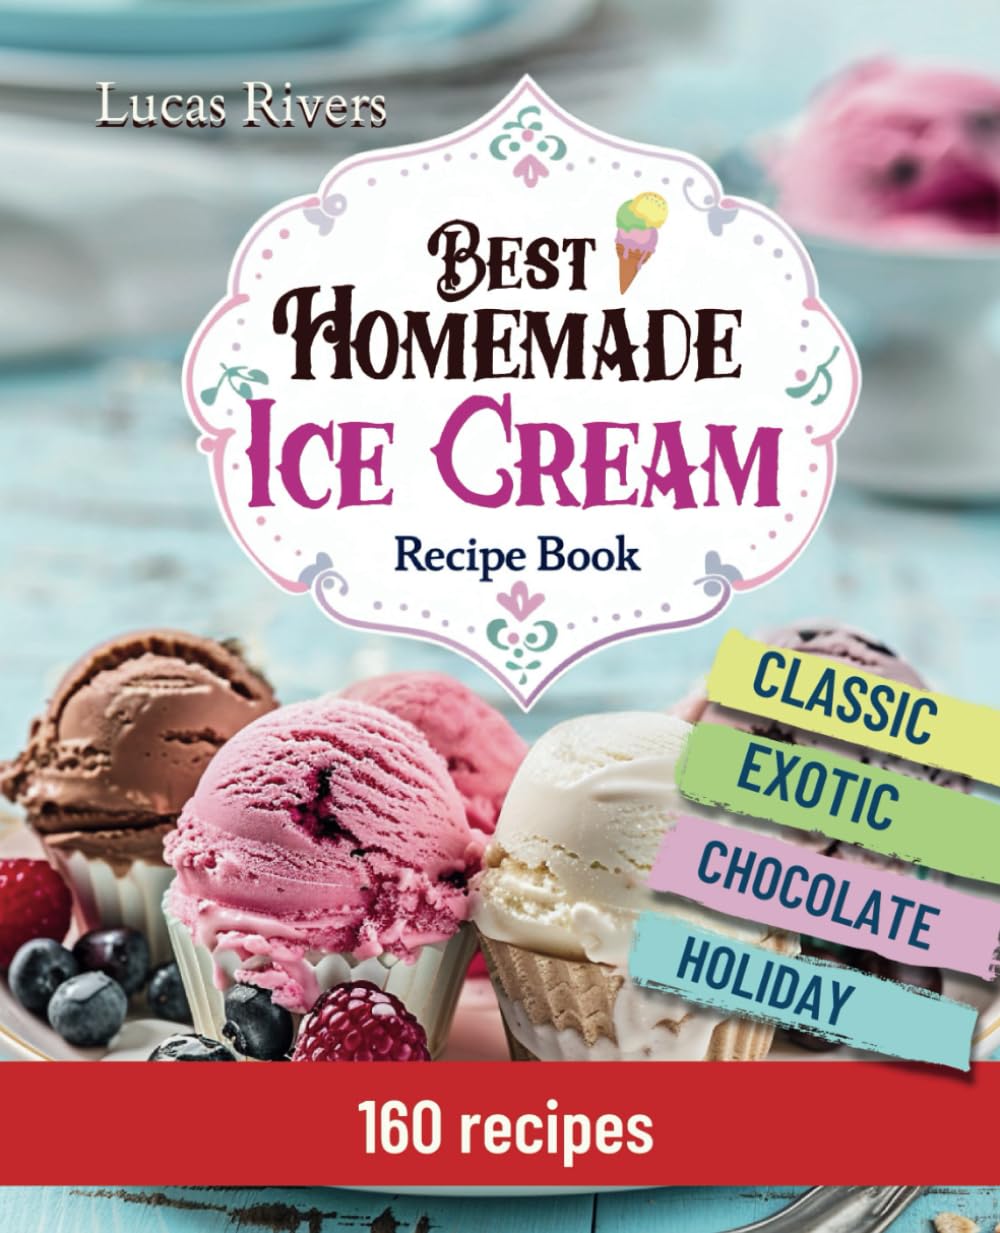 Lucas Rivers
Best
Homemade
Ice Cream
Recipe Book
CLASSIC
EXOTIC
CHOCOLATE
HOLIDAY
160 recipes